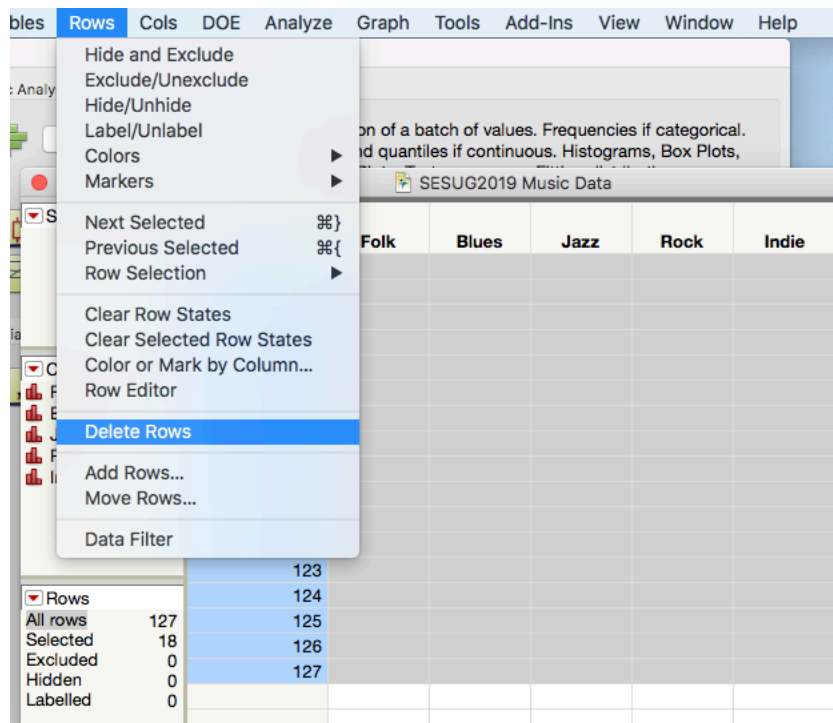 bles Rows Cols DOE Analyze Graph Tools Add-Ins View Window Help
Hide and Exclude
Exclude/Unexclude
Hide/Unhide
Label/Unlabel
Colors
Markers
Next Selected ⌘}
Previous Selected ⌘{
Row Selection
Clear Row States
Clear Selected Row States
Color or Mark by Column...
Row Editor
Delete Rows
Add Rows...
Move Rows...
Data Filter
: Analy
on of a batch of values. Frequencies if categorical.
nd quantiles if continuous. Histograms, Box Plots,
SESUG2019 Music Data
Folk Blues Jazz Rock Indie
123
124
125
126
127
Rows
All rows 127
Selected 18
Excluded 0
Hidden 0
Labelled 0